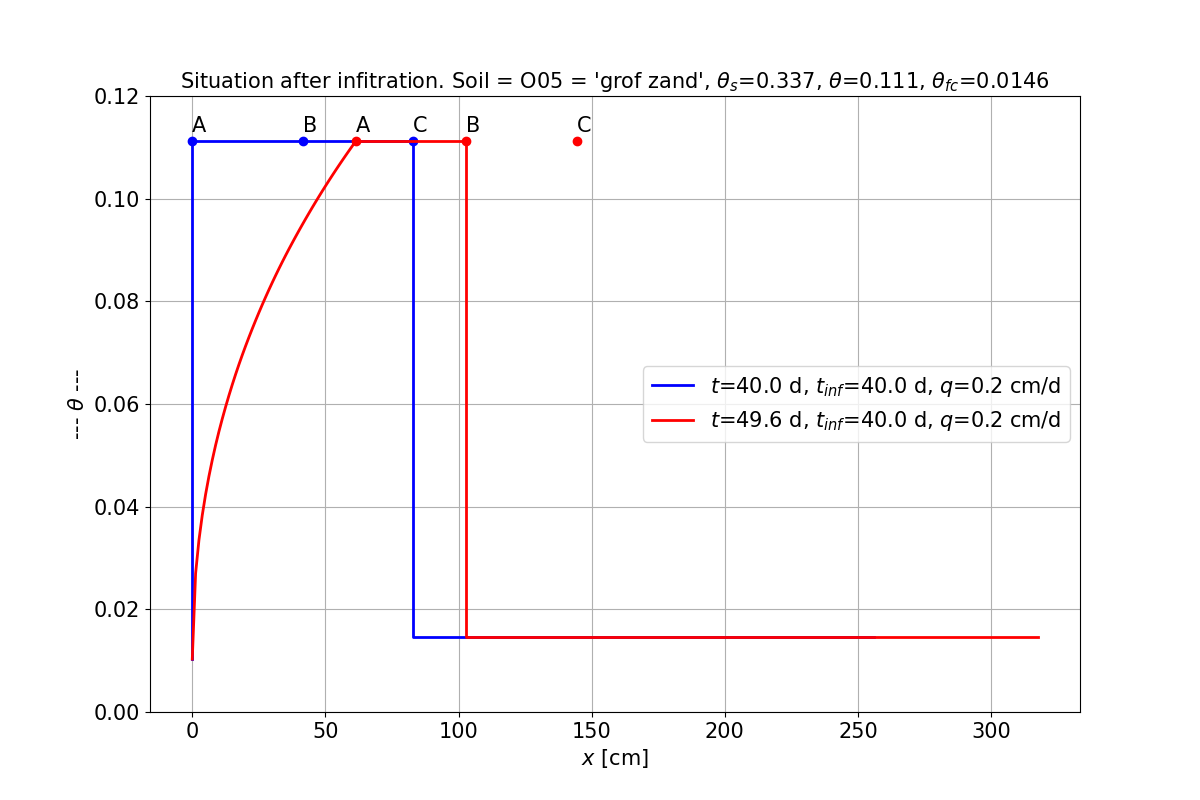 Situation after infitration. Soil = O05 = 'grof zand', θs=0.337, θ=0.111, θfc=0.0146
0.12
A B A C B C
0.10
0.08
--- θ ---
0.06
t=40.0 d, tinf=40.0 d, q=0.2 cm/d
t=49.6 d, tinf=40.0 d, q=0.2 cm/d
0.04
0.02
0.00
0 50 100 150 200 250 300
x [cm]